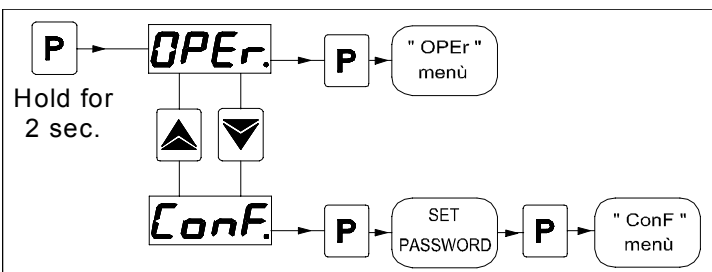 P OPEr. P " OPEr " menù
Hold for
2 sec.
ConF. P SET PASSWORD P " ConF " menù